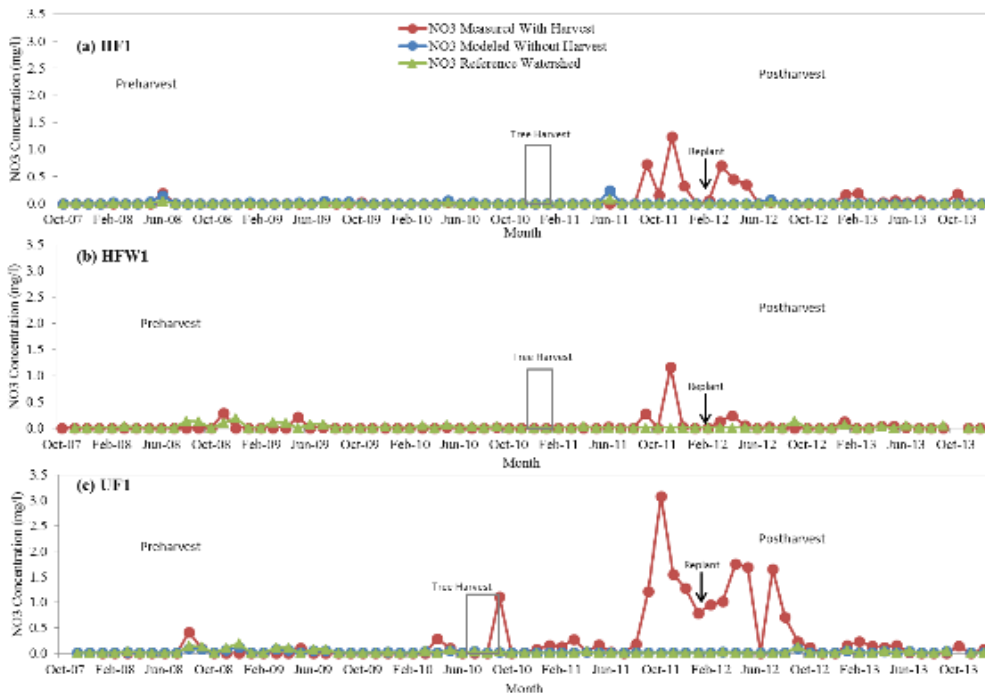 NO3 Measured With Harvest
NO3 Modeled Without Harvest
NO3 Reference Watershed
(a) HF1
Preharvest
Postharvest
Tree Harvest
Replant
NO3 Concentration (mg/l)
3.5
3.0
2.5
2.0
1.5
1.0
0.5
0.0
Oct-07 Feb-08 Jun-08 Oct-08 Feb-09 Jun-09 Oct-09 Feb-10 Jun-10 Oct-10 Feb-11 Jun-11 Oct-11 Feb-12 Jun-12 Oct-12 Feb-13 Jun-13 Oct-13
Month
(b) HFW1
Preharvest
Postharvest
Tree Harvest
Replant
NO3 Concentration (mg/l)
3.5
3.0
2.5
2.0
1.5
1.0
0.5
0.0
Oct-07 Feb-08 Jun-08 Oct-08 Feb-09 Jun-09 Oct-09 Feb-10 Jun-10 Oct-10 Feb-11 Jun-11 Oct-11 Feb-12 Jun-12 Oct-12 Feb-13 Jun-13 Oct-13
Month
(c) UF1
Preharvest
Postharvest
Tree Harvest
Replant
NO3 Concentration (mg/l)
3.5
3.0
2.5
2.0
1.5
1.0
0.5
0.0
Oct-07 Feb-08 Jun-08 Oct-08 Feb-09 Jun-09 Oct-09 Feb-10 Jun-10 Oct-10 Feb-11 Jun-11 Oct-11 Feb-12 Jun-12 Oct-12 Feb-13 Jun-13 Oct-13
Month